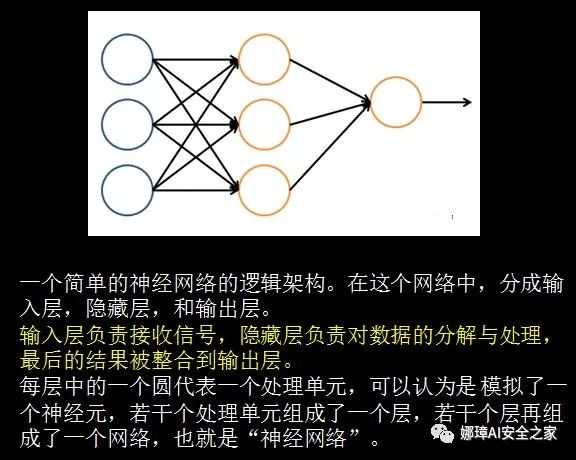 一个简单的神经网络的逻辑架构。在这个网络中，分成输
入层，隐藏层，和输出层。
输入层负责接收信号，隐藏层负责对数据的分解与处理，
最后的结果被整合到输出层。
每层中的一个圆代表一个处理单元，可以认为是模拟了一
个神经元，若干个处理单元组成了一个层，若干个层再组
成了一个网络，也就是“神经网络”。
娜璋AI安全之家